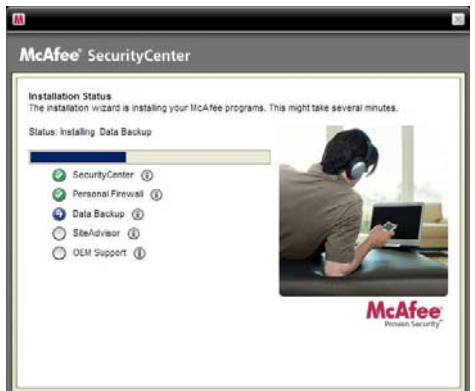 McAfee® SecurityCenter
Installation Status
The installation wizard is installing your McAfee programs. This might take several minutes.
Status: Installing Data Backup
SecurityCenter
Personal Firewall
Data Backup
SiteAdvisor
OEM Support
McAfee®
Proven Security™